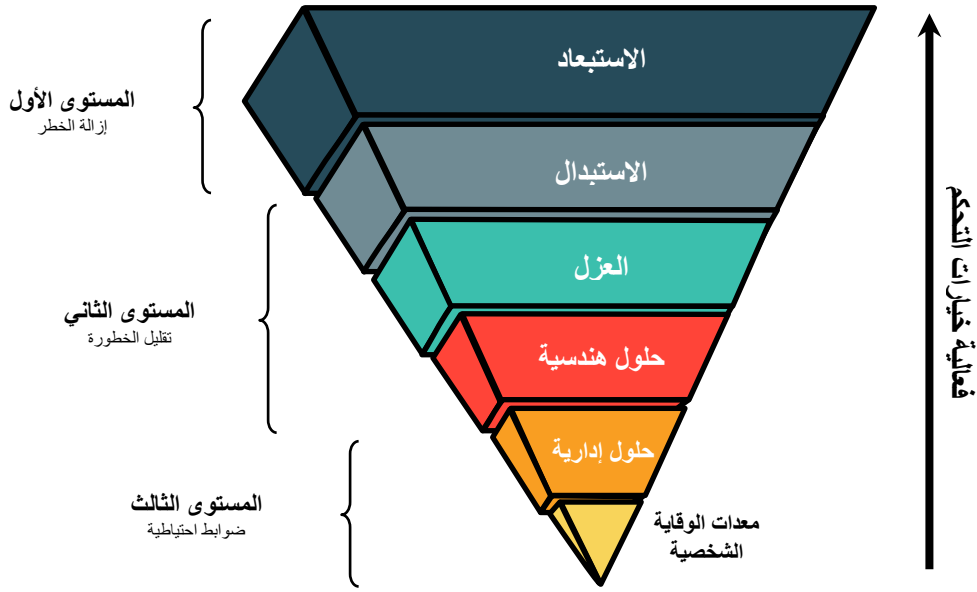 الاستبعاد
المستوى الأول
إزالة الخطر
الاستبدال
العزل
المستوى الثاني
تقليل الخطورة
حلول هندسية
حلول إدارية
المستوى الثالث
ضوابط احتياطية
معدات الوقاية
الشخصية
فعالية خيارات التحكم